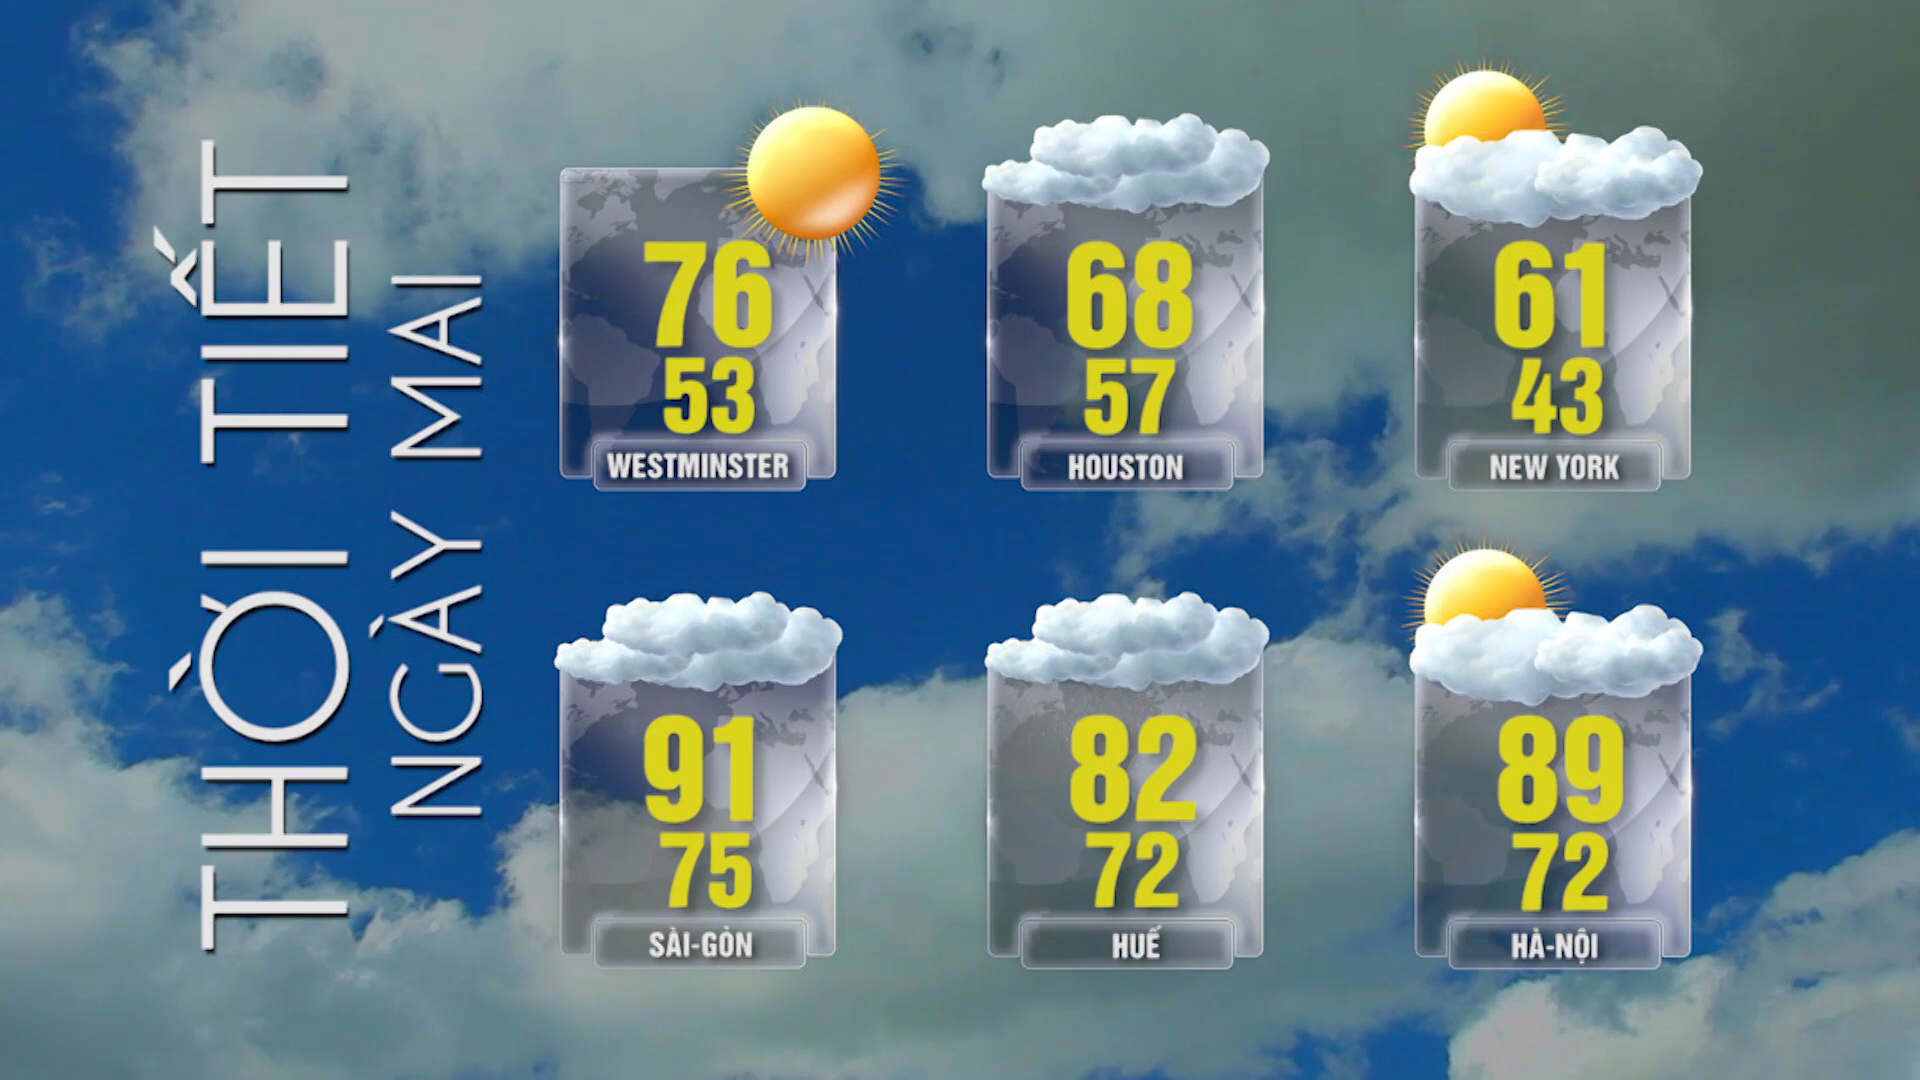 THỜI TIẾT
NGÀY MAI
76
53
WESTMINSTER
68
57
HOUSTON
61
43
NEW YORK
91
75
SÀI-GÒN
82
72
HUẾ
89
72
HÀ-NỘI